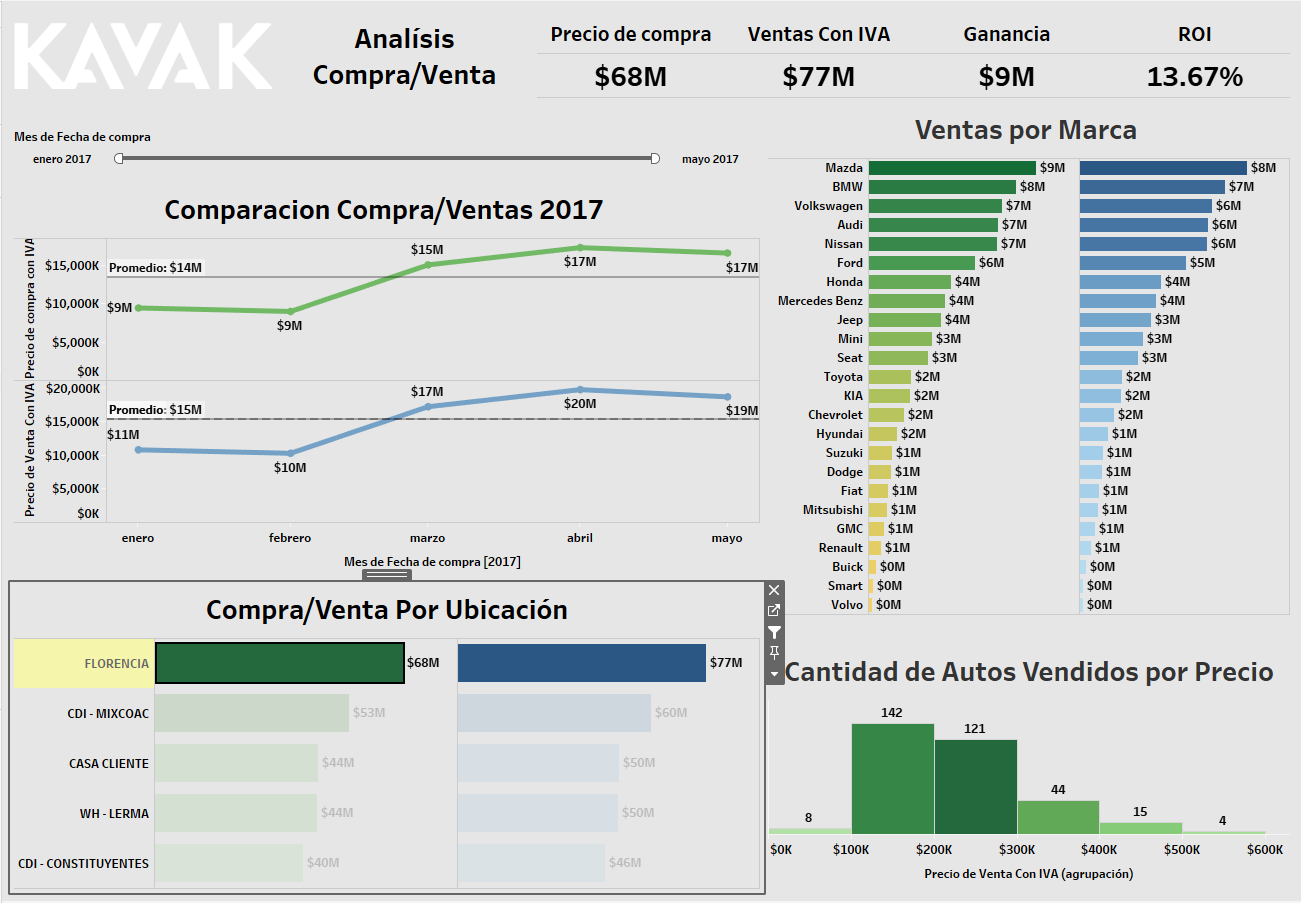 KAVAK
Analísis
Compra/Venta
Precio de compra
Ventas Con IVA
Ganancia
ROI
$68M
$77M
$9M
13.67%
Mes de Fecha de compra
enero 2017
mayo 2017
Comparacion Compra/Ventas 2017
Precio de compra con IVA
$15,000K
$10,000K
$5,000K
$0K
Promedio: $14M
$9M
$9M
$15M
$17M
$17M
Precio de Venta Con IVA
$20,000K
$15,000K
$10,000K
$5,000K
$0K
Promedio: $15M
$11M
$10M
$17M
$20M
$19M
enero
febrero
marzo
abril
mayo
Mes de Fecha de compra [2017]
Ventas por Marca
Mazda $9M $8M
BMW $8M $7M
Volkswagen $7M $6M
Audi $7M $6M
Nissan $7M $6M
Ford $6M $5M
Honda $4M $4M
Mercedes Benz $4M $4M
Jeep $4M $3M
Mini $3M $3M
Seat $3M $3M
Toyota $2M $2M
KIA $2M $2M
Chevrolet $2M $2M
Hyundai $2M $1M
Suzuki $1M $1M
Dodge $1M $1M
Fiat $1M $1M
Mitsubishi $1M $1M
GMC $1M $1M
Renault $1M $1M
Buick $0M $0M
Smart $0M $0M
Volvo $0M $0M
Compra/Venta Por Ubicación
FLORENCIA $68M $77M
CDI - MIXCOAC $53M $60M
CASA CLIENTE $44M $50M
WH - LERMA $44M $50M
CDI - CONSTITUYENTES $40M $46M
Cantidad de Autos Vendidos por Precio
8
142
121
44
15
4
$0K
$100K
$200K
$300K
$400K
$500K
$600K
Precio de Venta Con IVA (agrupación)